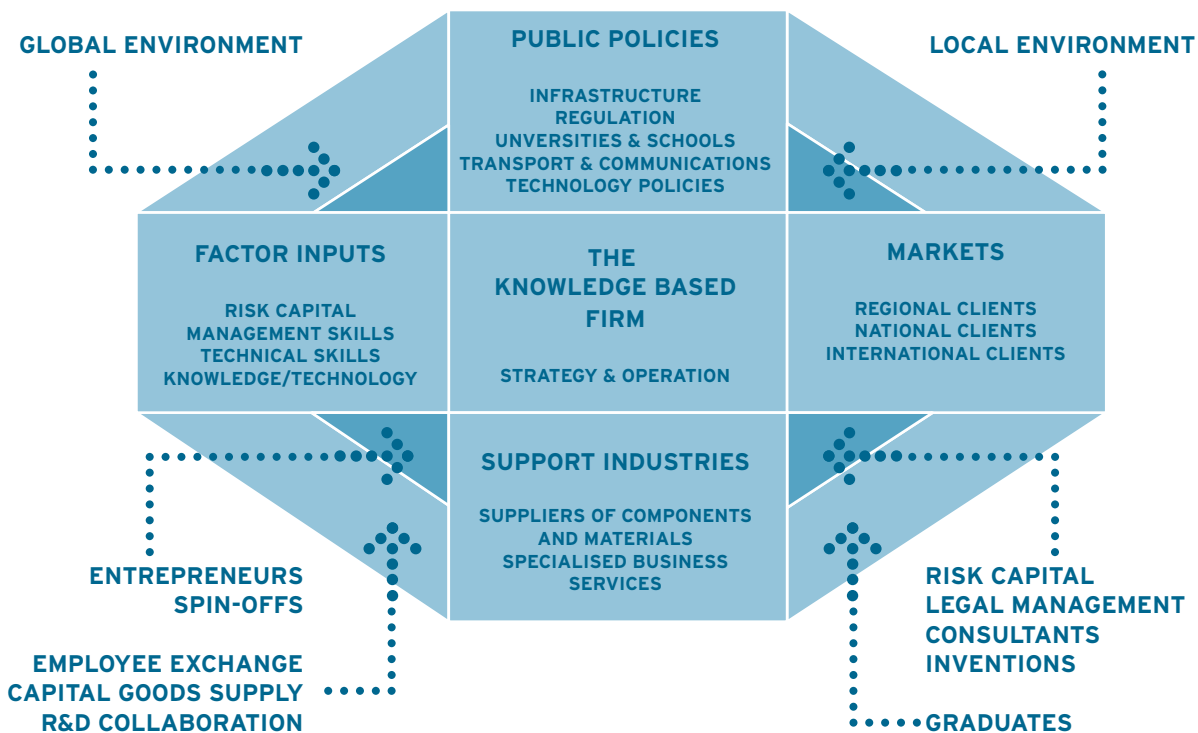 GLOBAL ENVIRONMENT
PUBLIC POLICIES
LOCAL ENVIRONMENT
INFRASTRUCTURE
REGULATION
UNVERSITIES & SCHOOLS
TRANSPORT & COMMUNICATIONS
TECHNOLOGY POLICIES
FACTOR INPUTS
RISK CAPITAL
MANAGEMENT SKILLS
TECHNICAL SKILLS
KNOWLEDGE/TECHNOLOGY
THE
KNOWLEDGE BASED
FIRM
STRATEGY & OPERATION
MARKETS
REGIONAL CLIENTS
NATIONAL CLIENTS
INTERNATIONAL CLIENTS
SUPPORT INDUSTRIES
SUPPLIERS OF COMPONENTS
AND MATERIALS
SPECIALISED BUSINESS
SERVICES
ENTREPRENEURS
SPIN-OFFS
EMPLOYEE EXCHANGE
CAPITAL GOODS SUPPLY
R&D COLLABORATION
RISK CAPITAL
LEGAL MANAGEMENT
CONSULTANTS
INVENTIONS
GRADUATES